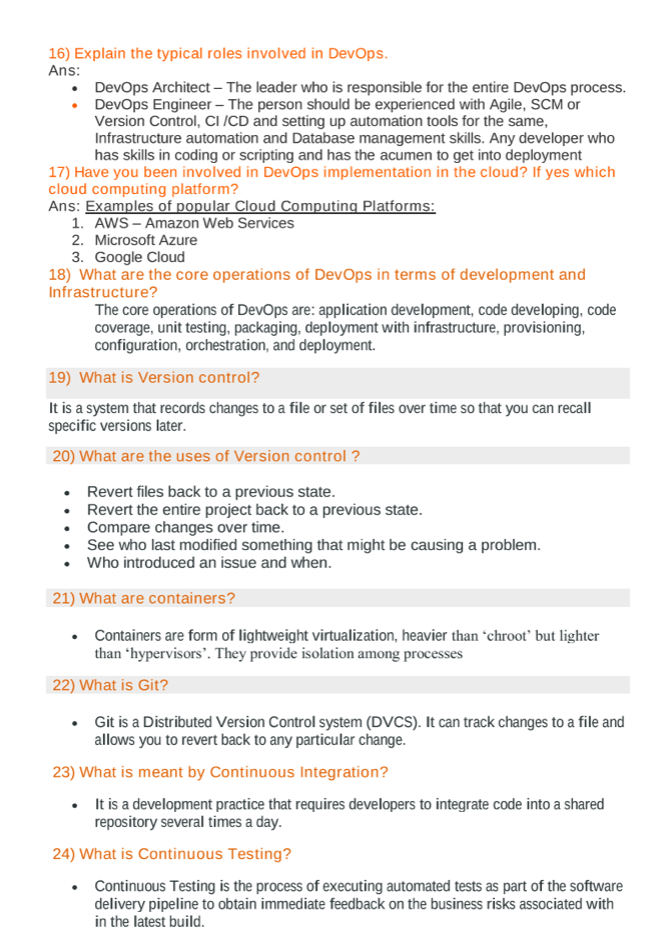 16) Explain the typical roles involved in DevOps.
Ans:
• DevOps Architect – The leader who is responsible for the entire DevOps process.
• DevOps Engineer – The person should be experienced with Agile, SCM or
Version Control, CI /CD and setting up automation tools for the same,
Infrastructure automation and Database management skills. Any developer who
has skills in coding or scripting and has the acumen to get into deployment
17) Have you been involved in DevOps implementation in the cloud? If yes which
cloud computing platform?
Ans: Examples of popular Cloud Computing Platforms:
1. AWS – Amazon Web Services
2. Microsoft Azure
3. Google Cloud
18) What are the core operations of DevOps in terms of development and
Infrastructure?
The core operations of DevOps are: application development, code developing, code
coverage, unit testing, packaging, deployment with infrastructure, provisioning,
configuration, orchestration, and deployment.
19) What is Version control?
It is a system that records changes to a file or set of files over time so that you can recall
specific versions later.
20) What are the uses of Version control ?
• Revert files back to a previous state.
• Revert the entire project back to a previous state.
• Compare changes over time.
• See who last modified something that might be causing a problem.
• Who introduced an issue and when.
21) What are containers?
• Containers are form of lightweight virtualization, heavier than ‘chroot’ but lighter
than ‘hypervisors’. They provide isolation among processes
22) What is Git?
• Git is a Distributed Version Control system (DVCS). It can track changes to a file and
allows you to revert back to any particular change.
23) What is meant by Continuous Integration?
• It is a development practice that requires developers to integrate code into a shared
repository several times a day.
24) What is Continuous Testing?
• Continuous Testing is the process of executing automated tests as part of the software
delivery pipeline to obtain immediate feedback on the business risks associated with
in the latest build.